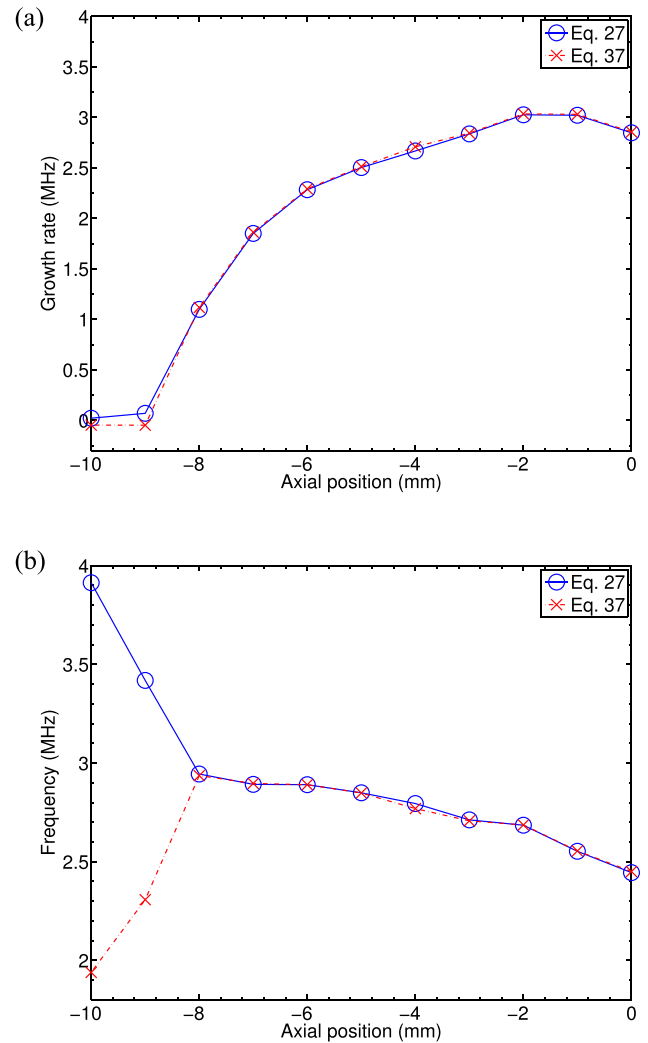 (a)
4
3.5
3
2.5
2
1.5
1
0.5
0
Growth rate (MHz)
Eq. 27
Eq. 37
−10 −8 −6 −4 −2 0
Axial position (mm)
(b)
4
3.5
3
2.5
2
Frequency (MHz)
Eq. 27
Eq. 37
−10 −8 −6 −4 −2 0
Axial position (mm)